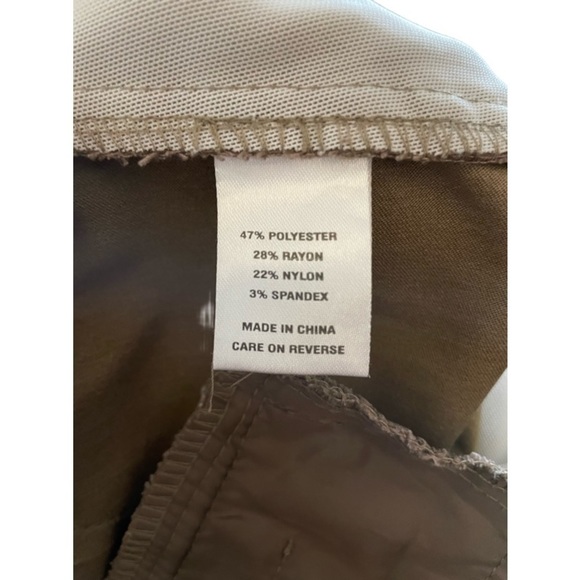 47% POLYESTER
28% RAYON
22% NYLON
3% SPANDEX
MADE IN CHINA
CARE ON REVERSE